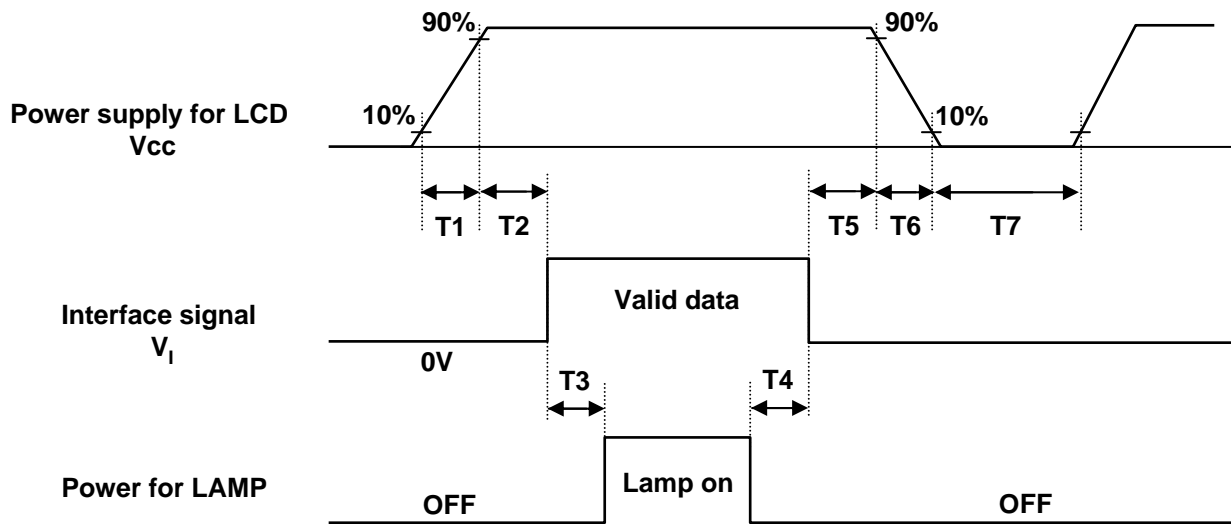 90%
90%
Power supply for LCD
Vcc
10%
10%
T1
T2
T5
T6
T7
Valid data
Interface signal
V_I
0V
T3
T4
Power for LAMP
OFF
Lamp on
OFF